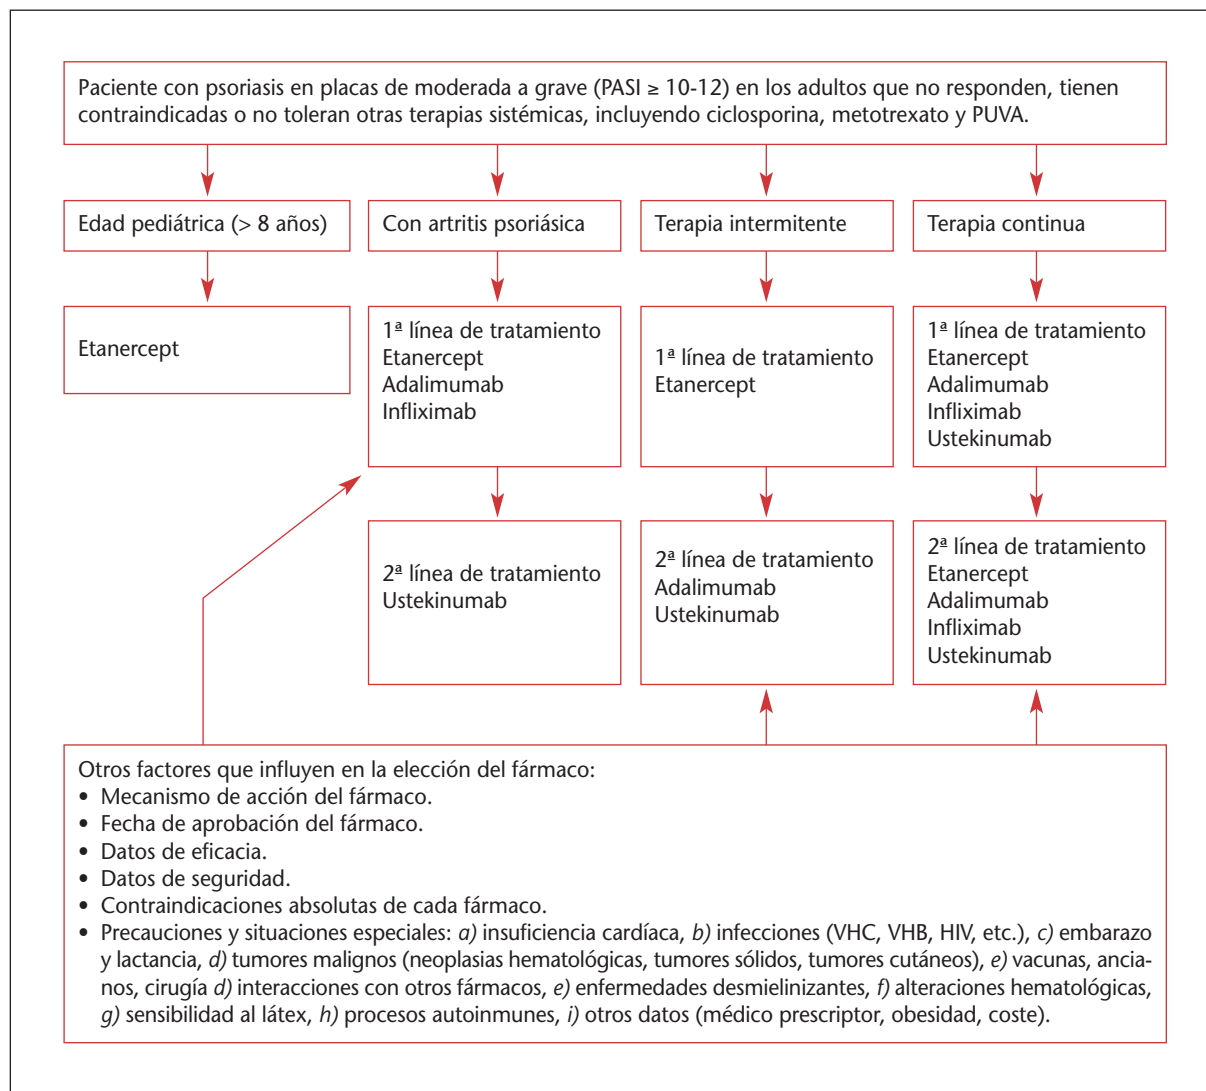 Paciente con psoriasis en placas de moderada a grave (PASI ≥ 10-12) en los adultos que no responden, tienen
contraindicadas o no toleran otras terapias sistémicas, incluyendo ciclosporina, metotrexato y PUVA.
Edad pediátrica (> 8 años)
Con artritis psoriásica
Terapia intermitente
Terapia continua
Etanercept
1ª línea de tratamiento
Etanercept
Adalimumab
Infliximab
1ª línea de tratamiento
Etanercept
1ª línea de tratamiento
Etanercept
Adalimumab
Infliximab
Ustekinumab
2ª línea de tratamiento
Ustekinumab
2ª línea de tratamiento
Adalimumab
Ustekinumab
2ª línea de tratamiento
Etanercept
Adalimumab
Infliximab
Ustekinumab
Otros factores que influyen en la elección del fármaco:
• Mecanismo de acción del fármaco.
• Fecha de aprobación del fármaco.
• Datos de eficacia.
• Datos de seguridad.
• Contraindicaciones absolutas de cada fármaco.
• Precauciones y situaciones especiales: a) insuficiencia cardíaca, b) infecciones (VHC, VHB, HIV, etc.), c) embarazo
y lactancia, d) tumores malignos (neoplasias hematológicas, tumores sólidos, tumores cutáneos), e) vacunas, ancia-
nos, cirugía d) interacciones con otros fármacos, e) enfermedades desmielinizantes, f) alteraciones hematológicas,
g) sensibilidad al látex, h) procesos autoinmunes, i) otros datos (médico prescriptor, obesidad, coste).